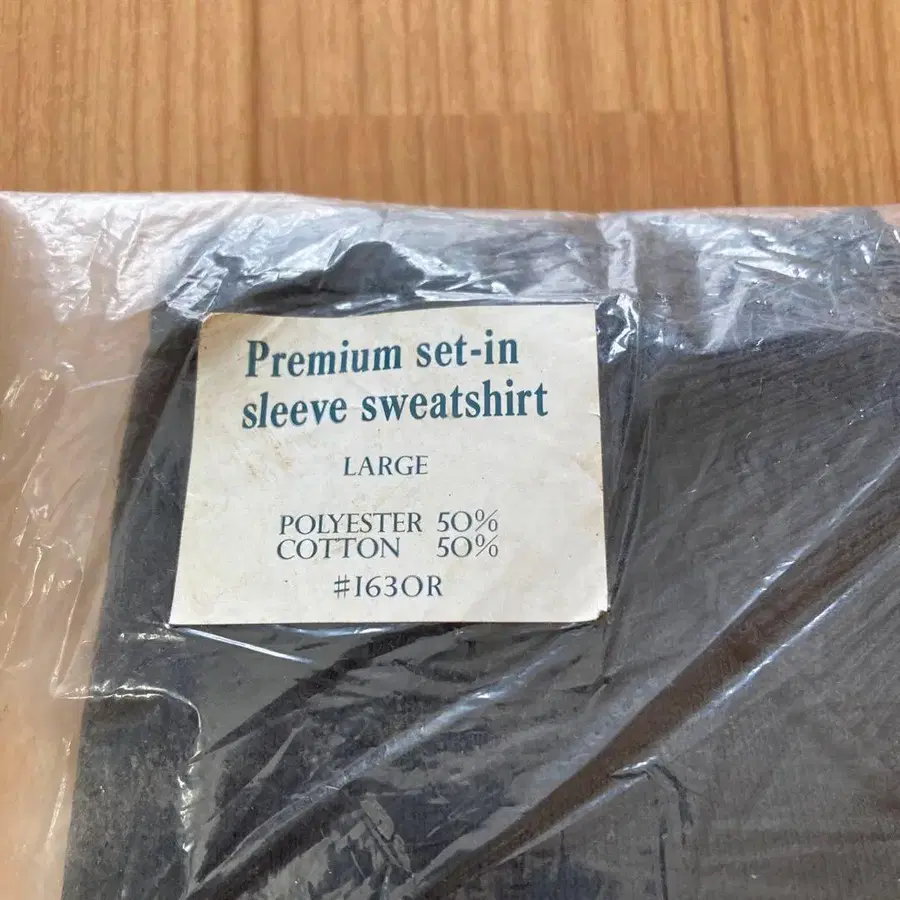 Premium set-in
sleeve sweatshirt
LARGE
POLYESTER 50%
COTTON 50%
#1630R